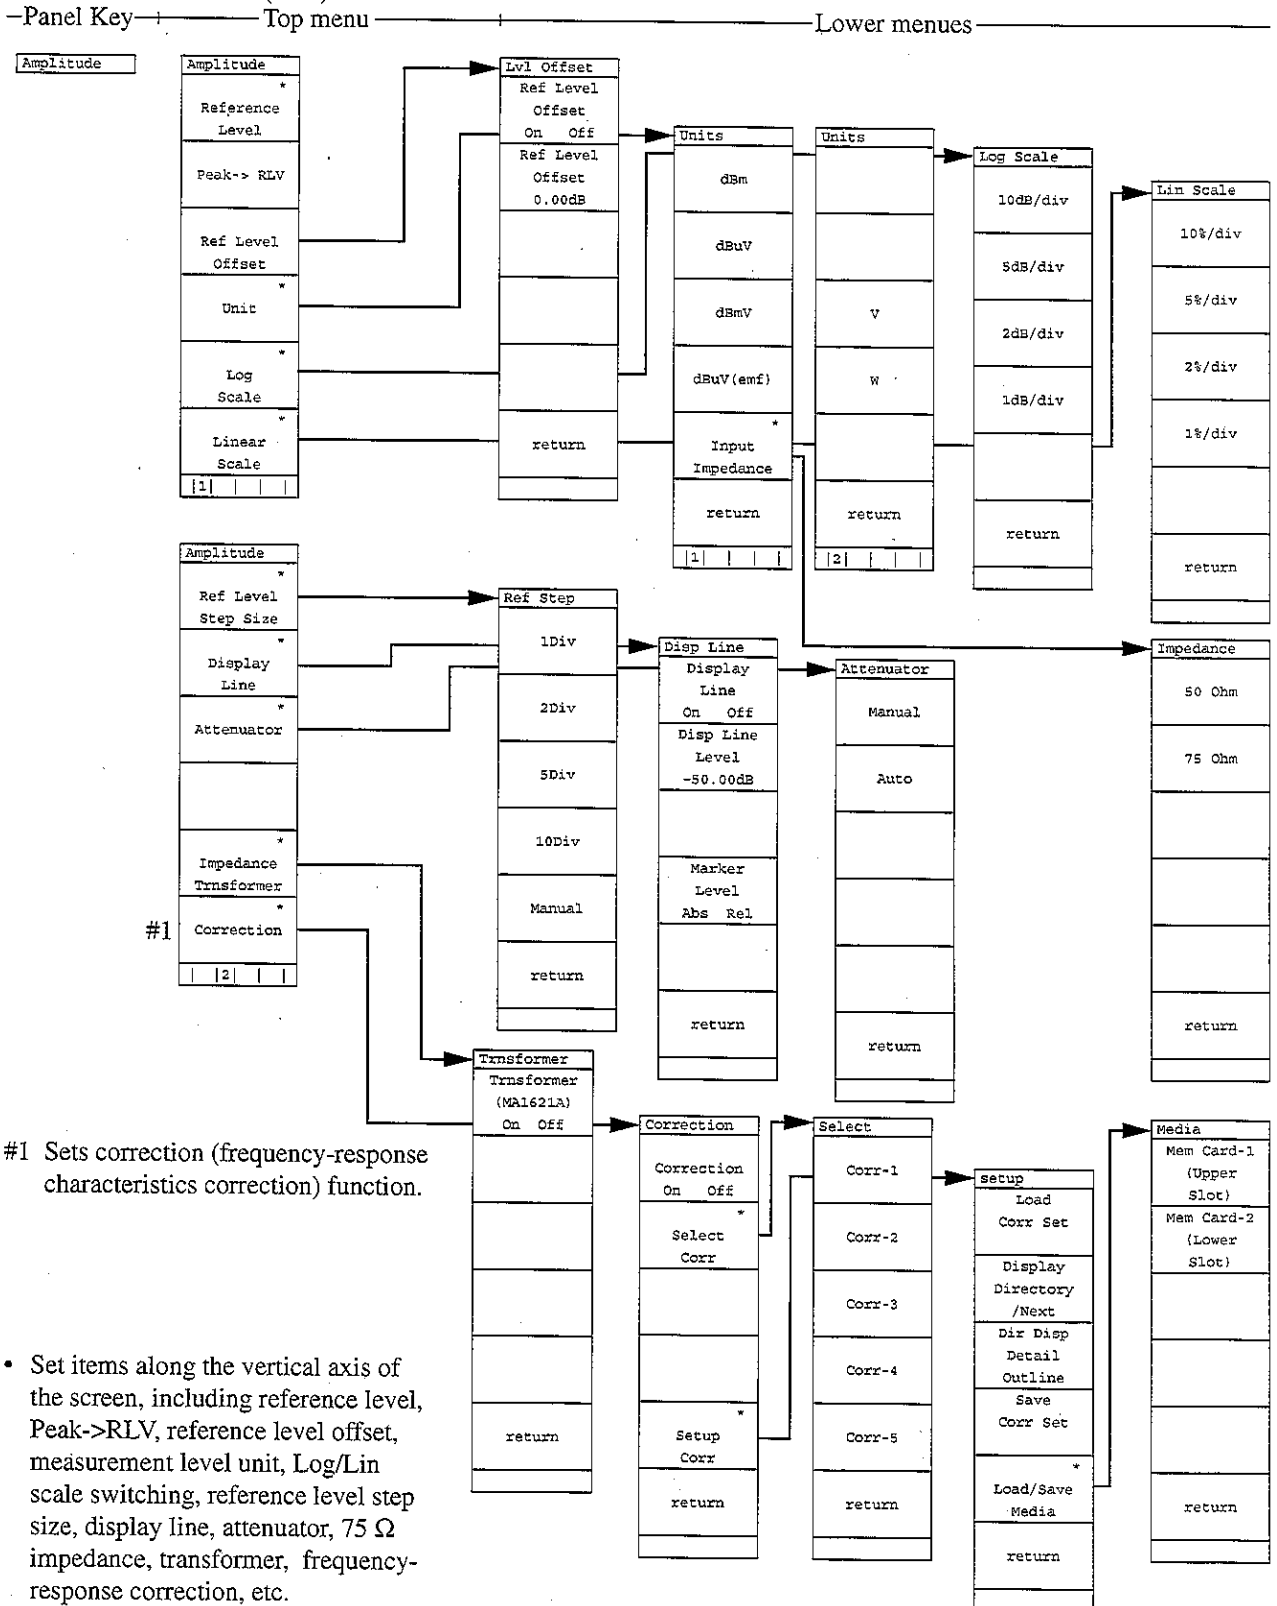 Panel Key
Top menu
Lower menues
Amplitude
Amplitude
*
Reference
Level
Peak-> RLV
Ref Level
Offset
*
Unit
*
Log
Scale
*
Linear
Scale
|1| | | |
Lvl Offset
Ref Level
Offset
On Off
Ref Level
Offset
0.00dB
return
Units
dBm
dBuV
dBmV
dBuV(emf)
*
Input
Impedance
return
|1| | | |
Units
V
W
return
|2| | | |
Log Scale
10dB/div
5dB/div
2dB/div
1dB/div
return
Lin Scale
10%/div
5%/div
2%/div
1%/div
return
Amplitude
*
Ref Level
Step Size
*
Display
Line
*
Attenuator
*
Impedance
Trnsformer
*
#1 Correction
| |2| | |
Ref Step
1Div
2Div
5Div
10Div
Manual
return
Disp Line
Display
Line
On Off
Disp Line
Level
-50.00dB
Marker
Level
Abs Rel
return
Attenuator
Manual
Auto
return
Impedance
50 Ohm
75 Ohm
return
Trnsformer
Trnsformer
(MA1621A)
On Off
return
Correction
Correction
On Off
*
Select
Corr
*
Setup
Corr
return
Select
Corr-1
Corr-2
Corr-3
Corr-4
Corr-5
return
setup
Load
Corr Set
Display
Directory
/Next
Dir Disp
Detail
Outline
Save
Corr Set
*
Load/Save
Media
return
Media
Mem Card-1
(Upper
Slot)
Mem Card-2
(Lower
Slot)
return
#1 Sets correction (frequency-response
characteristics correction) function.
• Set items along the vertical axis of
the screen, including reference level,
Peak->RLV, reference level offset,
measurement level unit, Log/Lin
scale switching, reference level step
size, display line, attenuator, 75 Ω
impedance, transformer, frequency-
response correction, etc.